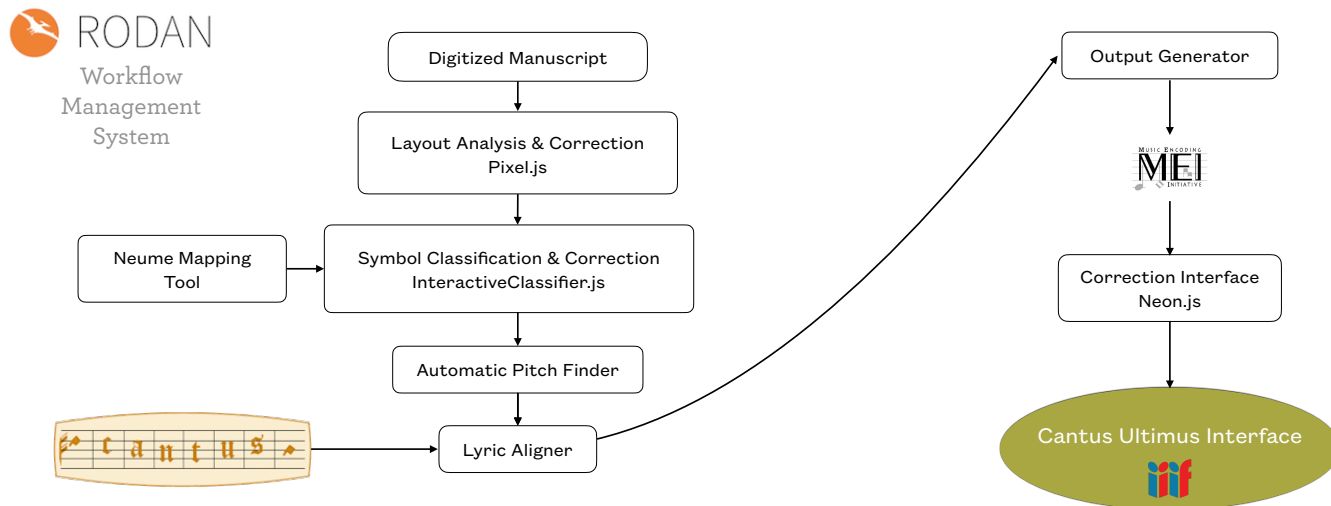 RODAN
Workflow
Management
System
Digitized Manuscript
Layout Analysis & Correction
Pixel.js
Neume Mapping
Tool
Symbol Classification & Correction
InteractiveClassifier.js
Automatic Pitch Finder
cantus
Lyric Aligner
Output Generator
MUSIC ENCODING
MEI
INITIATIVE
Correction Interface
Neon.js
Cantus Ultimus Interface
iiif